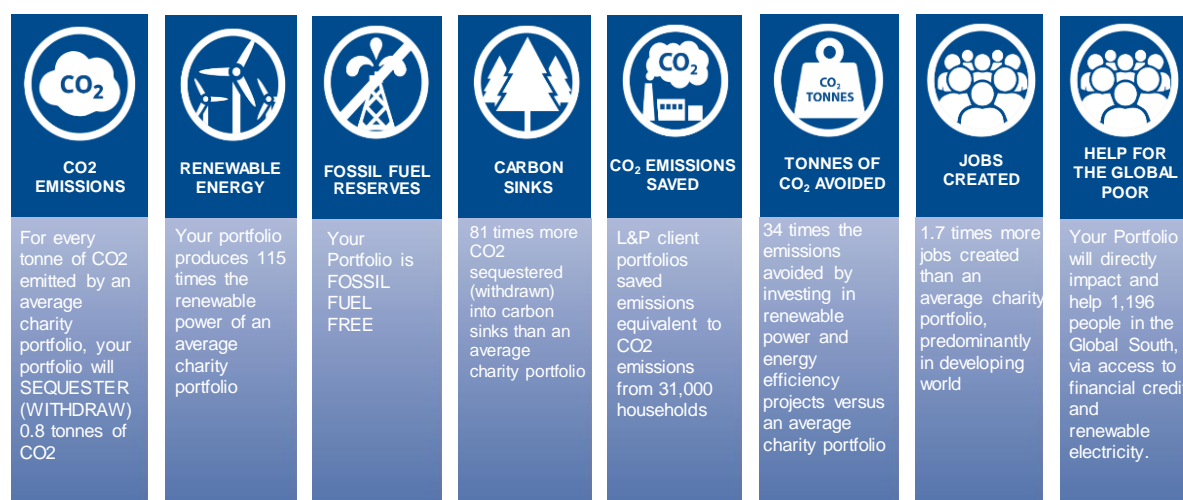 CO₂
CO2
EMISSIONS
For every
tonne of CO2
emitted by an
average
charity
portfolio, your
portfolio will
SEQUESTER
(WITHDRAW)
0.8 tonnes of
CO2
RENEWABLE
ENERGY
Your portfolio
produces 115
times the
renewable
power of an
average
charity
portfolio
FOSSIL FUEL
RESERVES
Your
Portfolio is
FOSSIL
FUEL
FREE
CARBON
SINKS
81 times more
CO2
sequestered
(withdrawn)
into carbon
sinks than an
average
charity portfolio
CO₂
CO₂ EMISSIONS
SAVED
L&P client
portfolios
saved
emissions
equivalent to
CO2
emissions
from 31,000
households
CO₂
TONNES
TONNES OF
CO₂ AVOIDED
34 times the
emissions
avoided by
investing in
renewable
power and
energy
efficiency
projects versus
an average
charity portfolio
JOBS
CREATED
1.7 times more
jobs created
than an
average charity
portfolio,
predominantly
in developing
world
HELP FOR
THE GLOBAL
POOR
Your Portfolio
will directly
impact and
help 1,196
people in the
Global South,
via access to
financial credit
and
renewable
electricity.